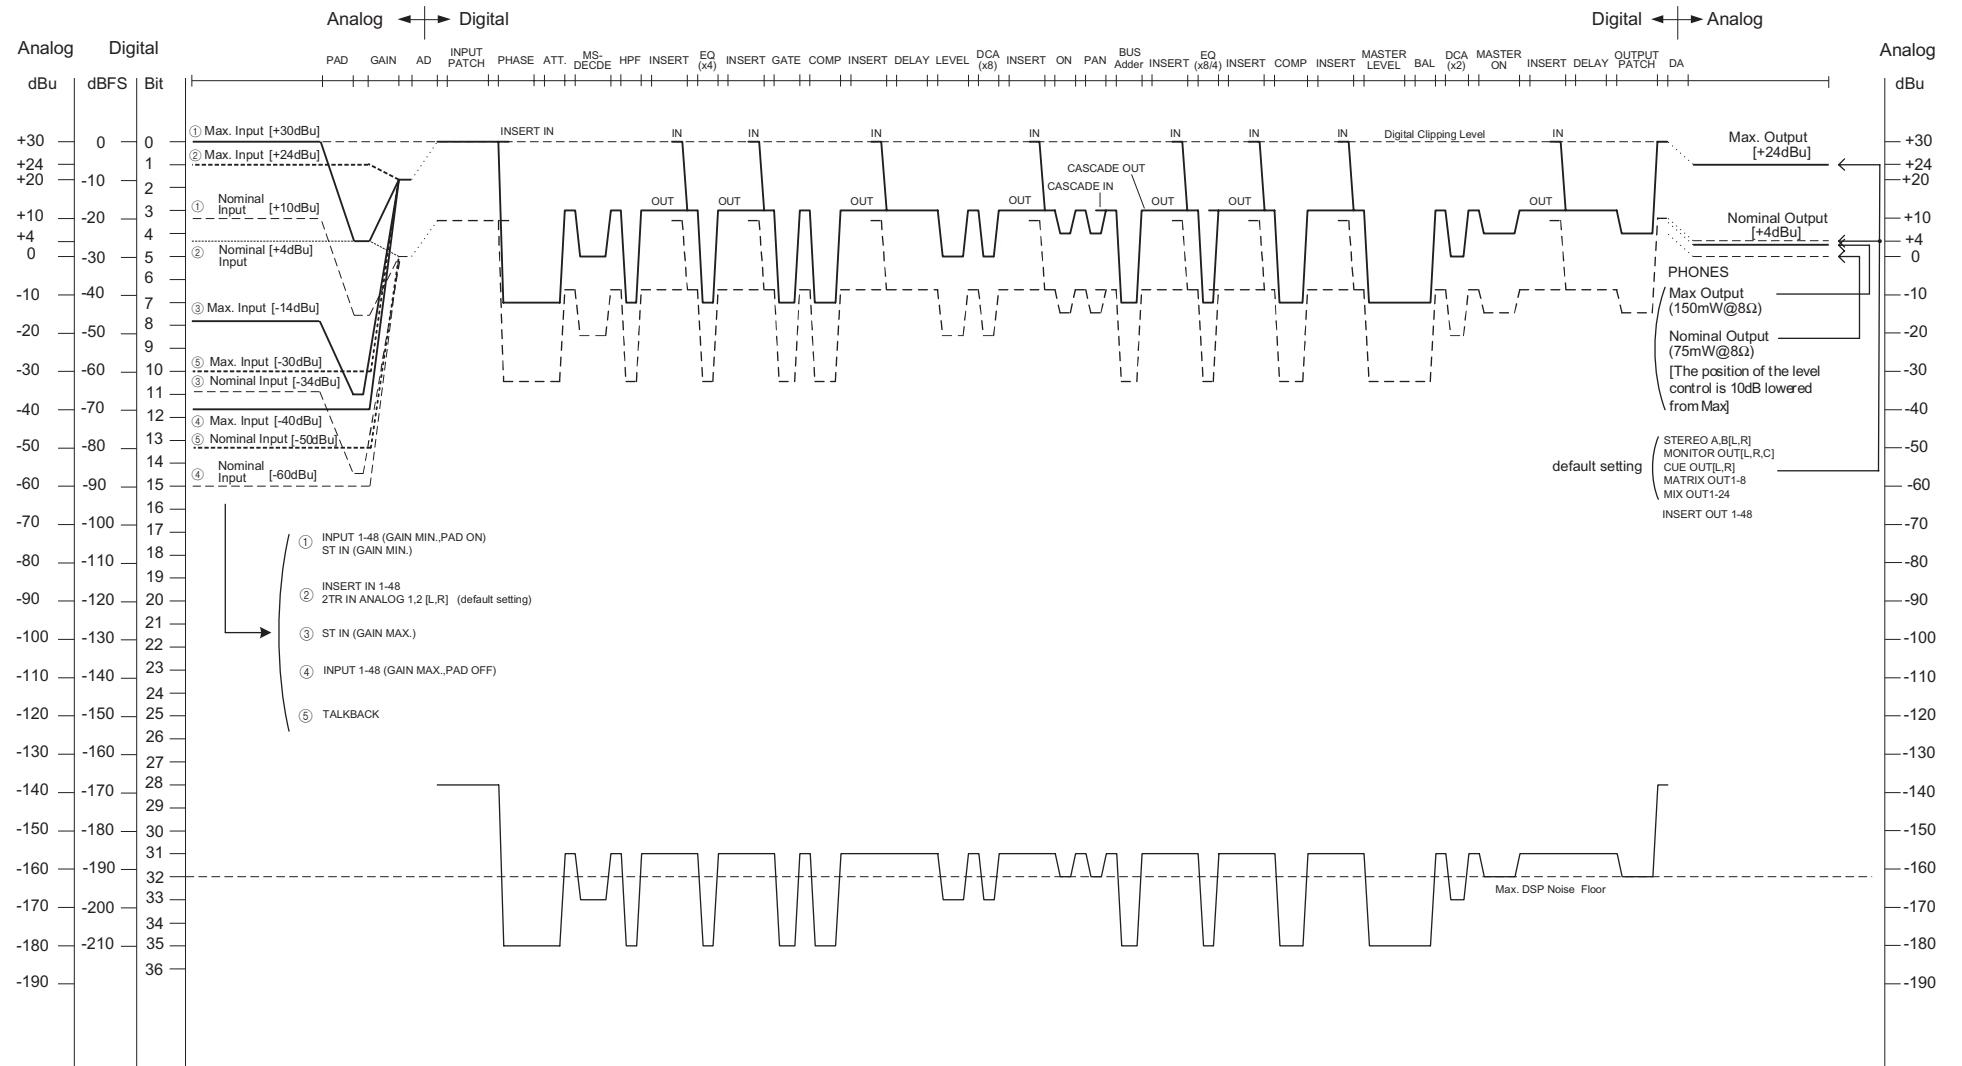 Analog Digital
Digital Analog
Analog Digital
Analog
dBu dBFS Bit
dBu
PAD GAIN AD INPUT PATCH PHASE ATT. MS-DECDE HPF INSERT EQ (x4) INSERT GATE COMP INSERT DELAY LEVEL DCA (x8) INSERT ON PAN BUS Adder INSERT EQ (x8/4) INSERT COMP INSERT MASTER LEVEL BAL DCA (x2) MASTER ON INSERT DELAY OUTPUT PATCH DA
+30
+24
+20
+10
+4
0
-10
-20
-30
-40
-50
-60
-70
-80
-90
-100
-110
-120
-130
-140
-150
-160
-170
-180
-190
0
-10
-20
-30
-40
-50
-60
-70
-80
-90
-100
-110
-120
-130
-140
-150
-160
-170
-180
-190
-200
-210
0
1
2
3
4
5
6
7
8
9
10
11
12
13
14
15
16
17
18
19
20
21
22
23
24
25
26
27
28
29
30
31
32
33
34
35
36
① Max. Input [+30dBu]
② Max. Input [+24dBu]
① Nominal Input [+10dBu]
② Nominal Input [+4dBu]
③ Max. Input [-14dBu]
⑤ Max. Input [-30dBu]
③ Nominal Input [-34dBu]
④ Max. Input [-40dBu]
⑤ Nominal Input [-50dBu]
④ Nominal Input [-60dBu]
INSERT IN
IN
IN
IN
IN
IN
IN
IN
Digital Clipping Level
IN
OUT
OUT
OUT
OUT
CASCADE OUT
CASCADE IN
OUT
OUT
OUT
Max. Output
[+24dBu]
Nominal Output
[+4dBu]
PHONES
Max Output
(150mW@8Ω)
Nominal Output
(75mW@8Ω)
[The position of the level
control is 10dB lowered
from Max]
default setting
STEREO A,B[L,R]
MONITOR OUT[L,R,C]
CUE OUT[L,R]
MATRIX OUT1-8
MIX OUT1-24
INSERT OUT 1-48
① INPUT 1-48 (GAIN MIN.,PAD ON)
ST IN (GAIN MIN.)
② INSERT IN 1-48
2TR IN ANALOG 1,2 [L,R] (default setting)
③ ST IN (GAIN MAX.)
④ INPUT 1-48 (GAIN MAX.,PAD OFF)
⑤ TALKBACK
Max. DSP Noise Floor
+30
+24
+20
+10
+4
0
-10
-20
-30
-40
-50
-60
-70
-80
-90
-100
-110
-120
-130
-140
-150
-160
-170
-180
-190